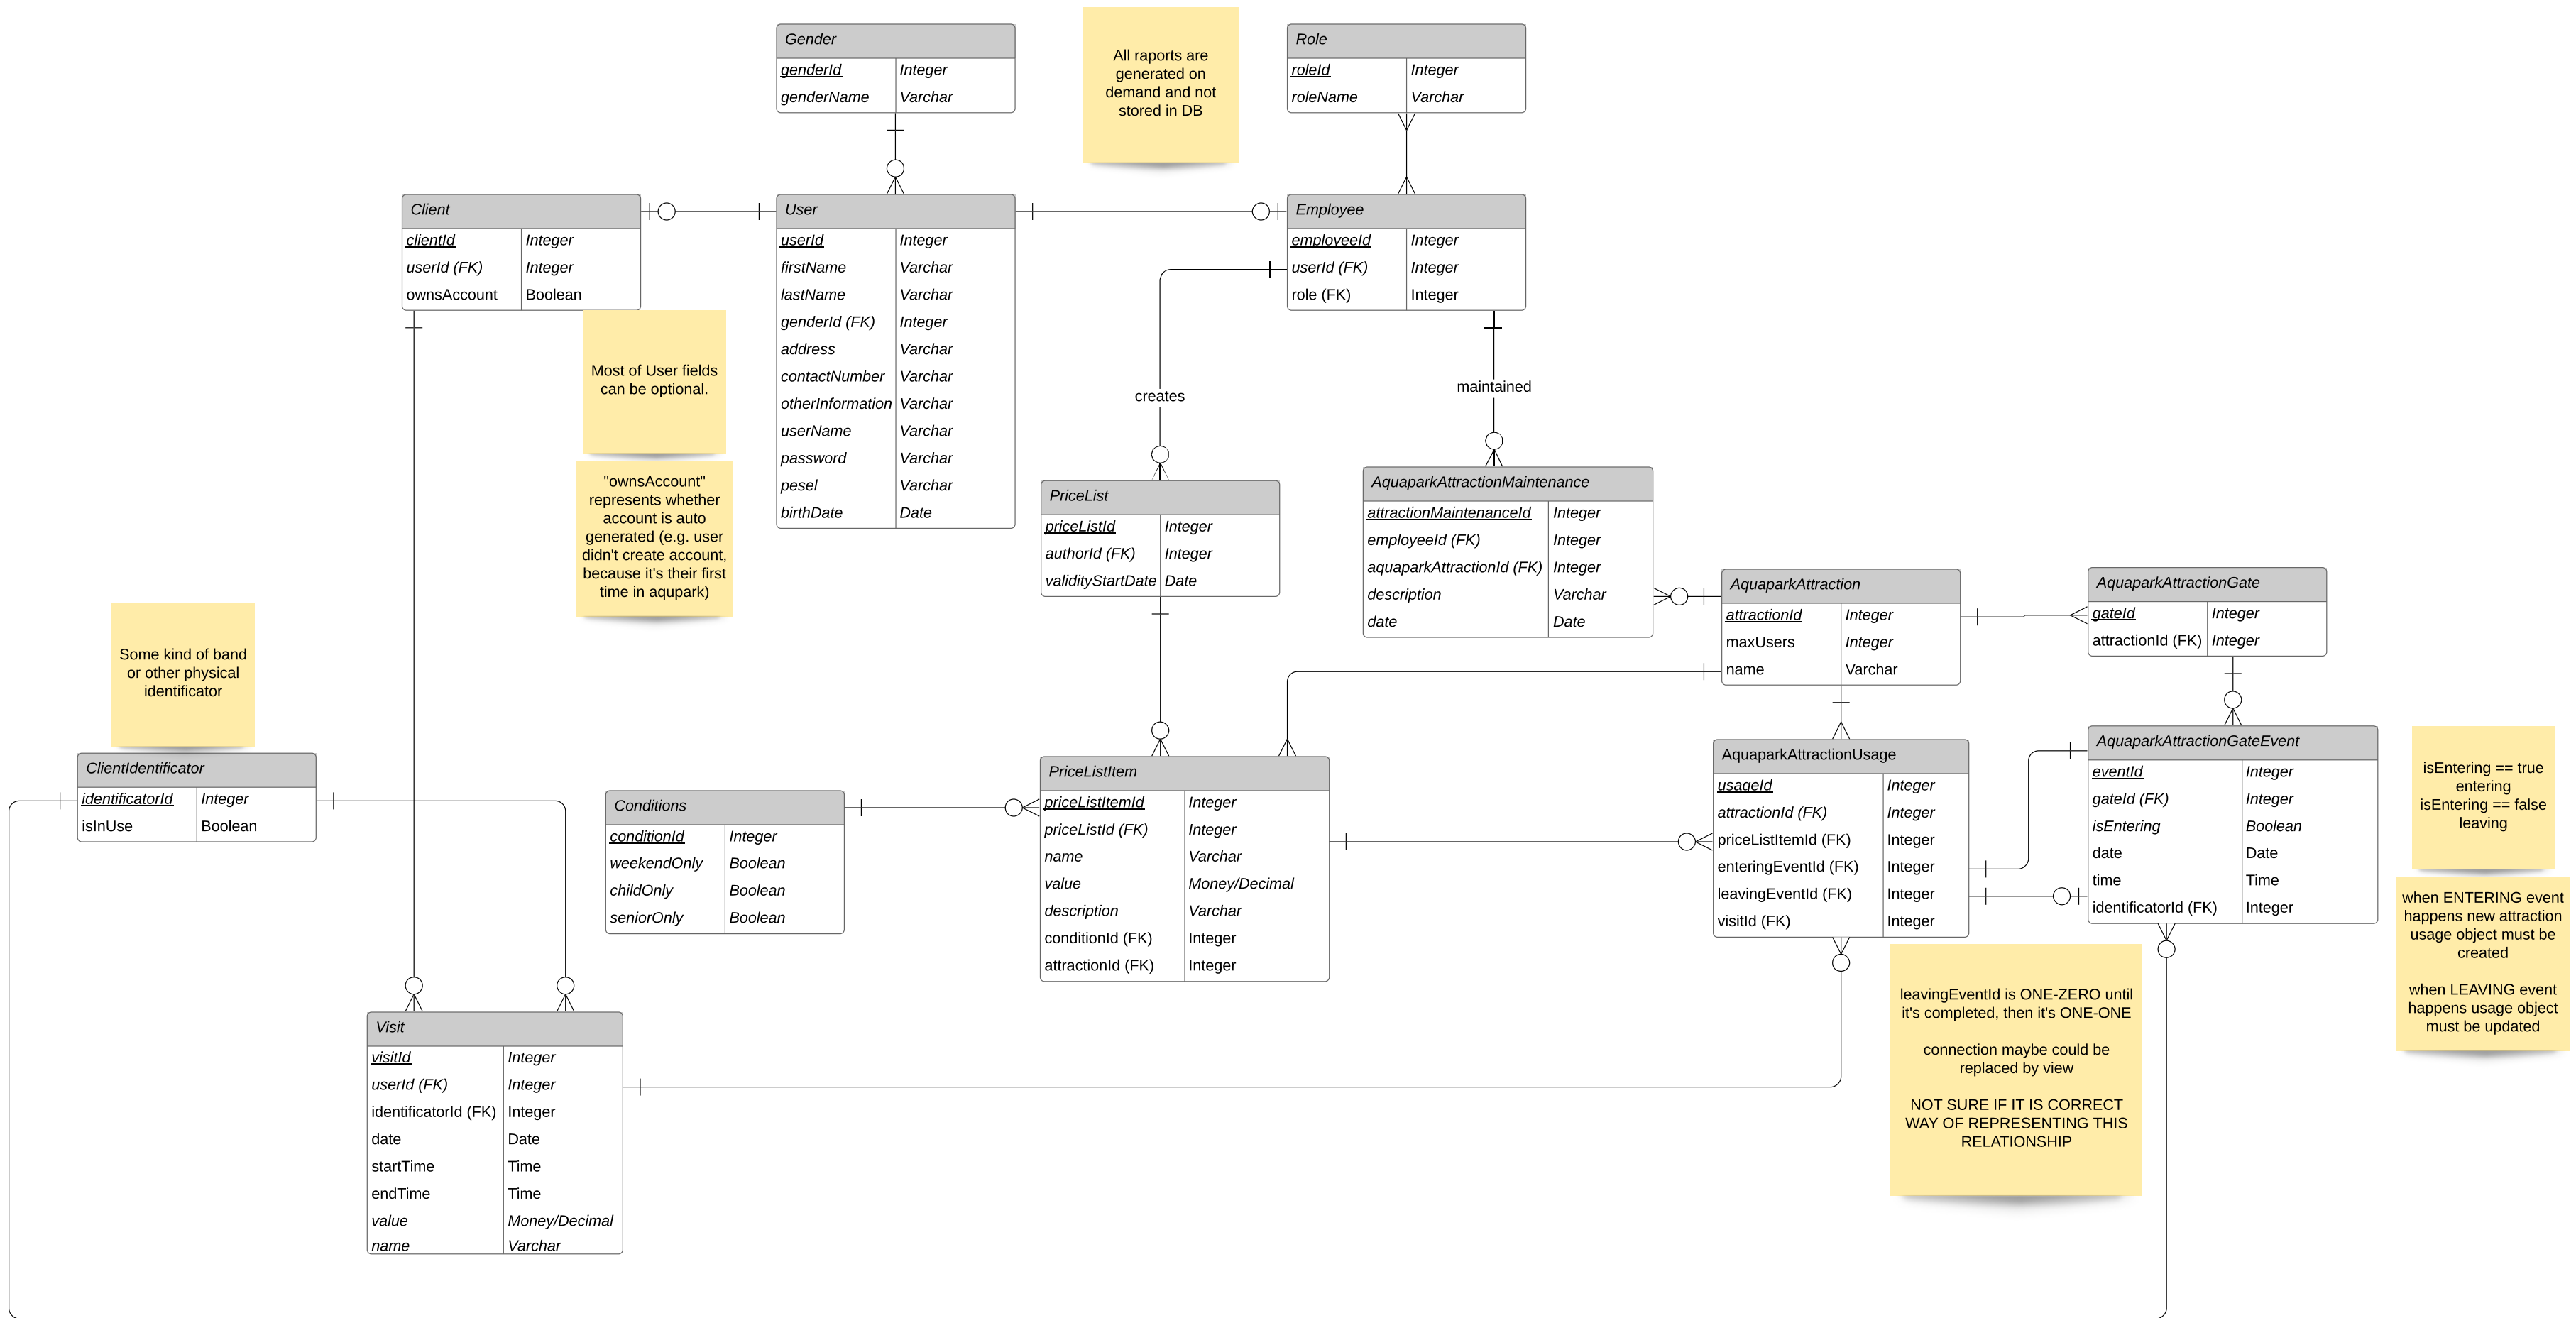 Gender
genderId Integer
genderName Varchar
All raports are
generated on
demand and not
stored in DB
Role
roleId Integer
roleName Varchar
Client
clientId Integer
userId (FK) Integer
ownsAccount Boolean
User
userId Integer
firstName Varchar
lastName Varchar
genderId (FK) Integer
address Varchar
contactNumber Varchar
otherInformation Varchar
userName Varchar
password Varchar
pesel Varchar
birthDate Date
Employee
employeeId Integer
userId (FK) Integer
role (FK) Integer
Most of User fields
can be optional.
"ownsAccount"
represents whether
account is auto
generated (e.g. user
didn't create account,
because it's their first
time in aqupark)
creates
maintained
PriceList
priceListId Integer
authorId (FK) Integer
validityStartDate Date
AquaparkAttractionMaintenance
attractionMaintenanceId Integer
employeeId (FK) Integer
aquaparkAttractionId (FK) Integer
description Varchar
date Date
AquaparkAttraction
attractionId Integer
maxUsers Integer
name Varchar
AquaparkAttractionGate
gateId Integer
attractionId (FK) Integer
Some kind of band
or other physical
identificator
ClientIdentificator
identificatorId Integer
isInUse Boolean
Conditions
conditionId Integer
weekendOnly Boolean
childOnly Boolean
seniorOnly Boolean
PriceListItem
priceListItemId Integer
priceListId (FK) Integer
name Varchar
value Money/Decimal
description Varchar
conditionId (FK) Integer
attractionId (FK) Integer
AquaparkAttractionUsage
usageId Integer
attractionId (FK) Integer
priceListItemId (FK) Integer
enteringEventId (FK) Integer
leavingEventId (FK) Integer
visitId (FK) Integer
AquaparkAttractionGateEvent
eventId Integer
gateId (FK) Integer
isEntering Boolean
date Date
time Time
identificatorId (FK) Integer
isEntering == true
entering
isEntering == false
leaving
when ENTERING event
happens new attraction
usage object must be
created
when LEAVING event
happens usage object
must be updated
leavingEventId is ONE-ZERO until
it's completed, then it's ONE-ONE
connection maybe could be
replaced by view
NOT SURE IF IT IS CORRECT
WAY OF REPRESENTING THIS
RELATIONSHIP
Visit
visitId Integer
userId (FK) Integer
identificatorId (FK) Integer
date Date
startTime Time
endTime Time
value Money/Decimal
name Varchar